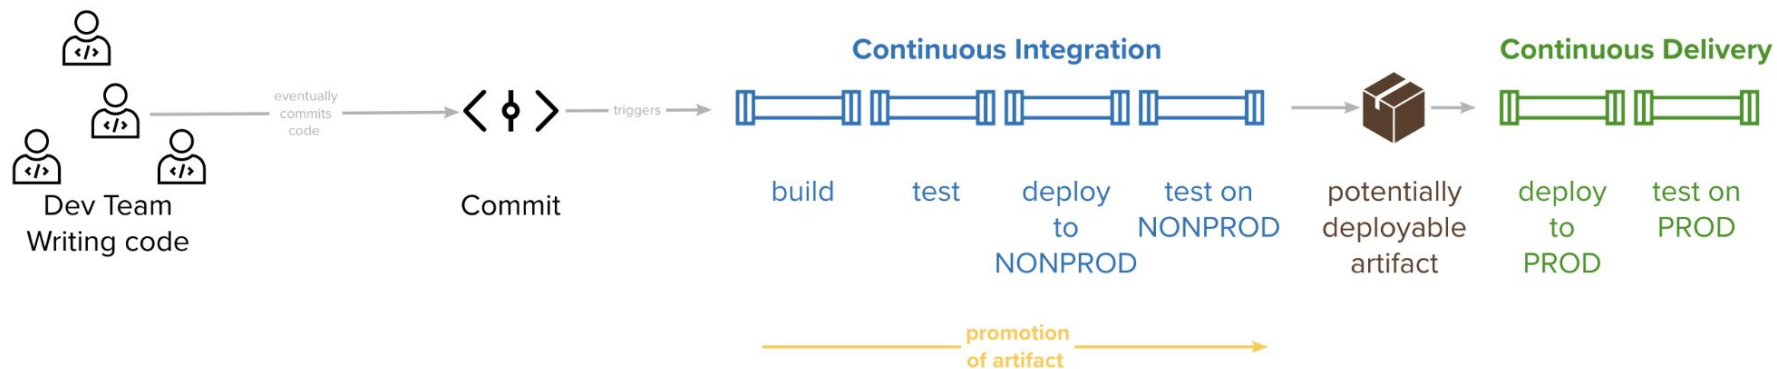 </>
</>
</>
</>
Dev Team
Writing code
eventually
commits
code
Commit
triggers
Continuous Integration
build
test
deploy
to
NONPROD
test on
NONPROD
promotion
of artifact
potentially
deployable
artifact
Continuous Delivery
deploy
to
PROD
test on
PROD